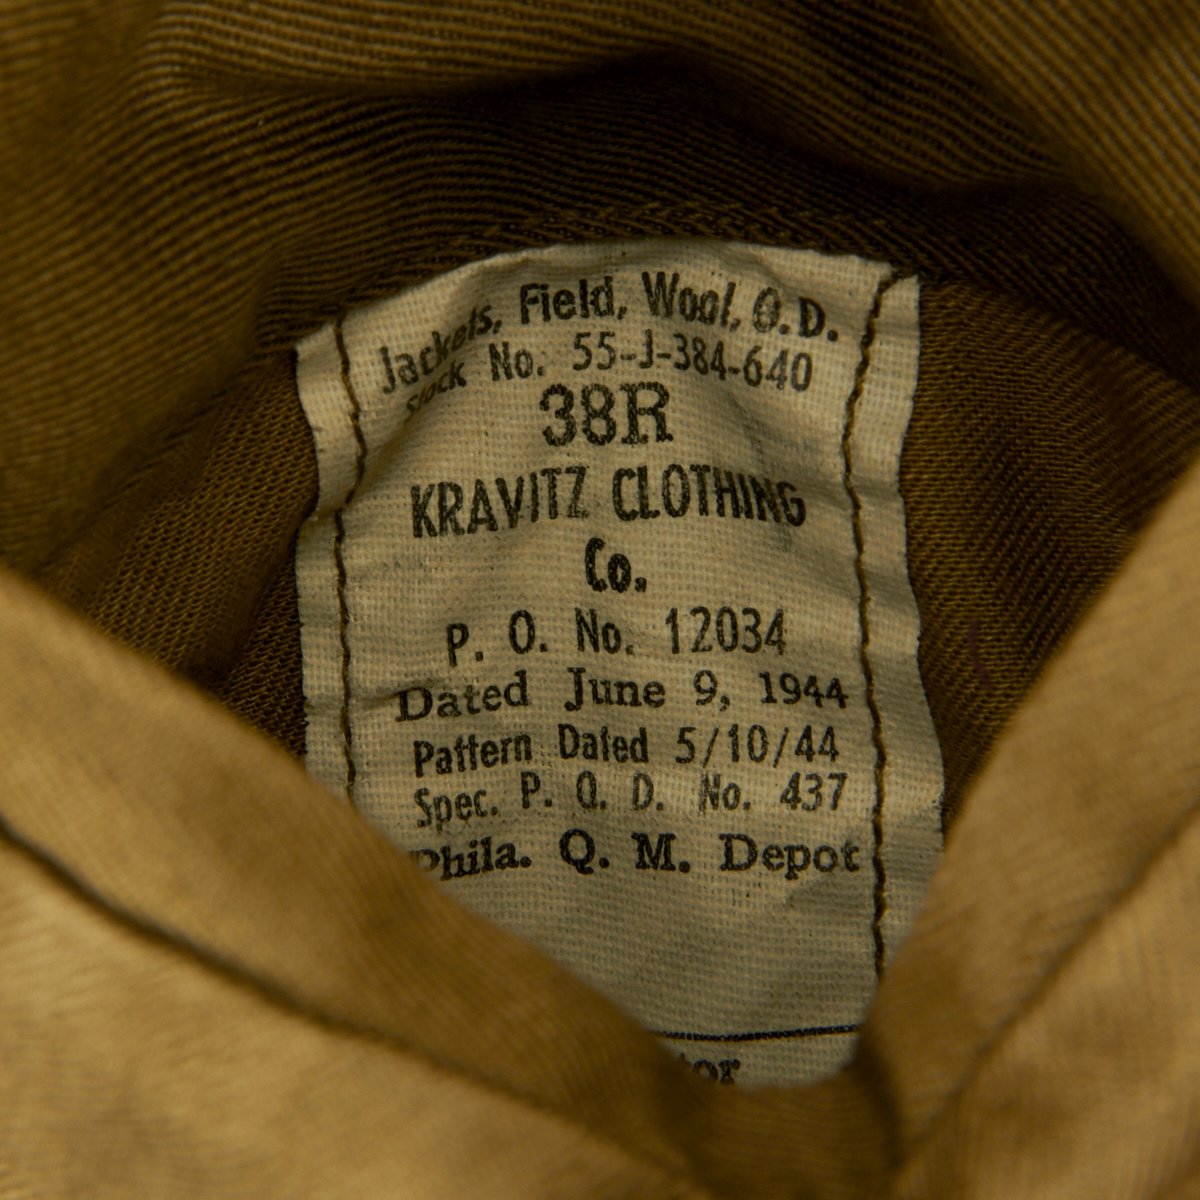 Jackets, Field, Wool, O.D.
Stock No. 55-J-384-640
38R
KRAVITZ CLOTHING
Co.
P. O. No. 12034
Dated June 9, 1944
Pattern Dated 5/10/44
Spec. P. Q. D. No. 437
Phila. Q. M. Depot